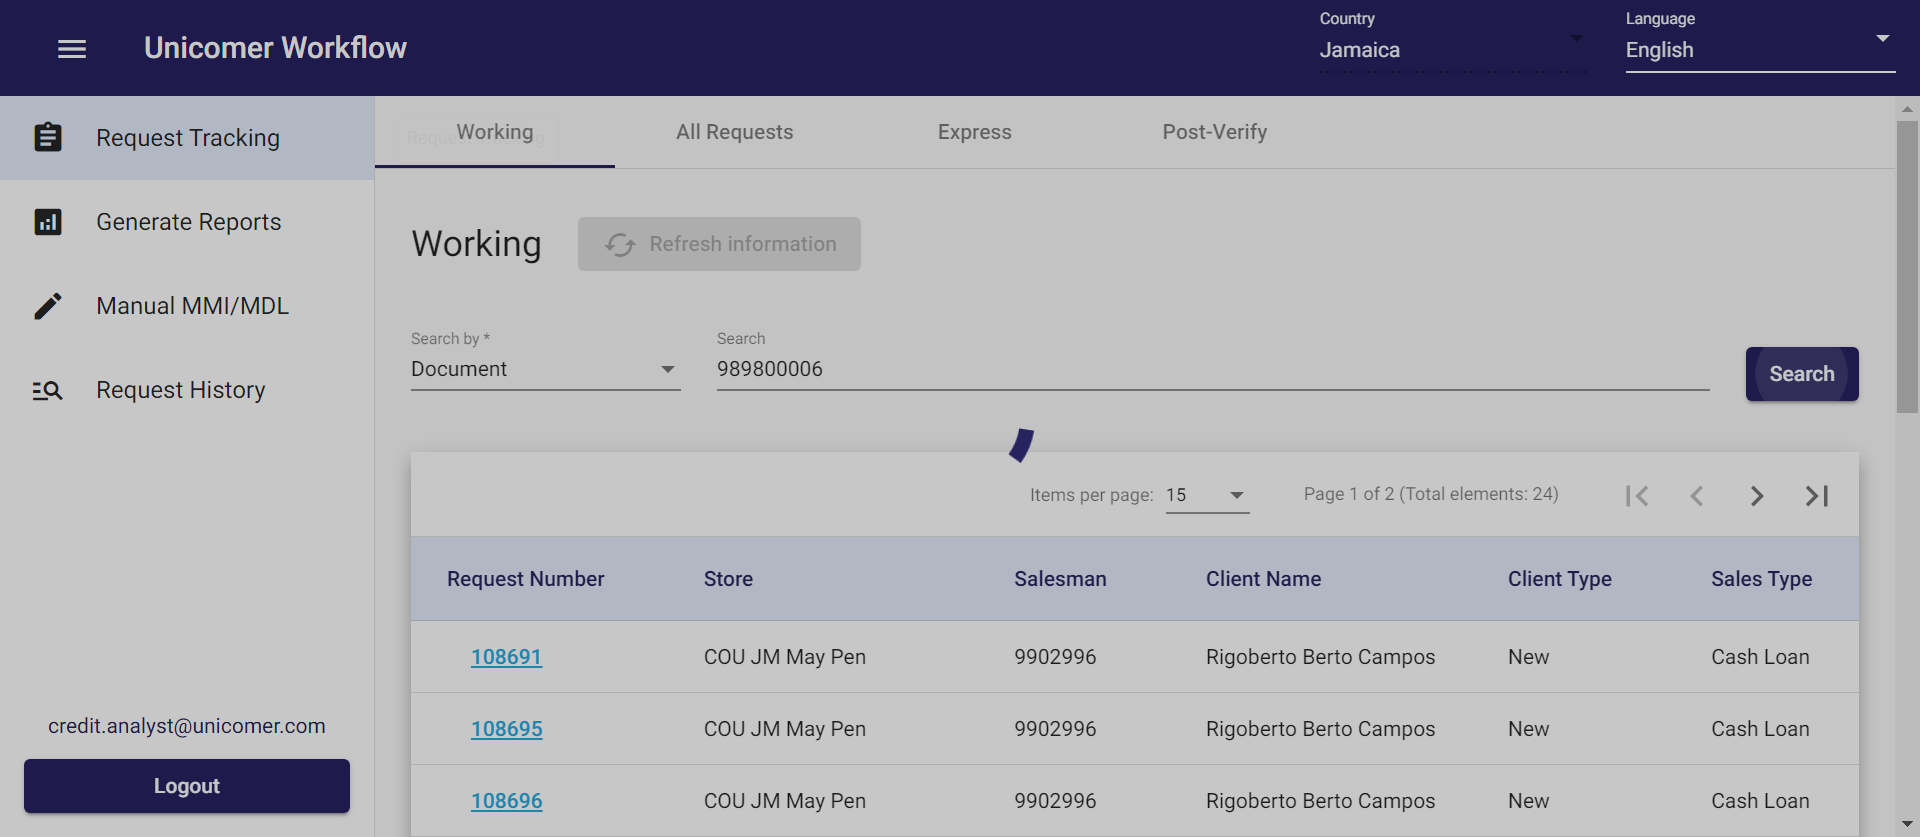 Unicomer Workflow
Country
Jamaica
Language
English
Request Tracking
Generate Reports
Manual MMI/MDL
Request History
credit.analyst@unicomer.com
Logout
Request Tracking
Working
All Requests
Express
Post-Verify
Working
Refresh information
Search by *
Document
Search
989800006
Search
Items per page: 15
Page 1 of 2 (Total elements: 24)
Request Number Store Salesman Client Name Client Type Sales Type
108691 COU JM May Pen 9902996 Rigoberto Berto Campos New Cash Loan
108695 COU JM May Pen 9902996 Rigoberto Berto Campos New Cash Loan
108696 COU JM May Pen 9902996 Rigoberto Berto Campos New Cash Loan